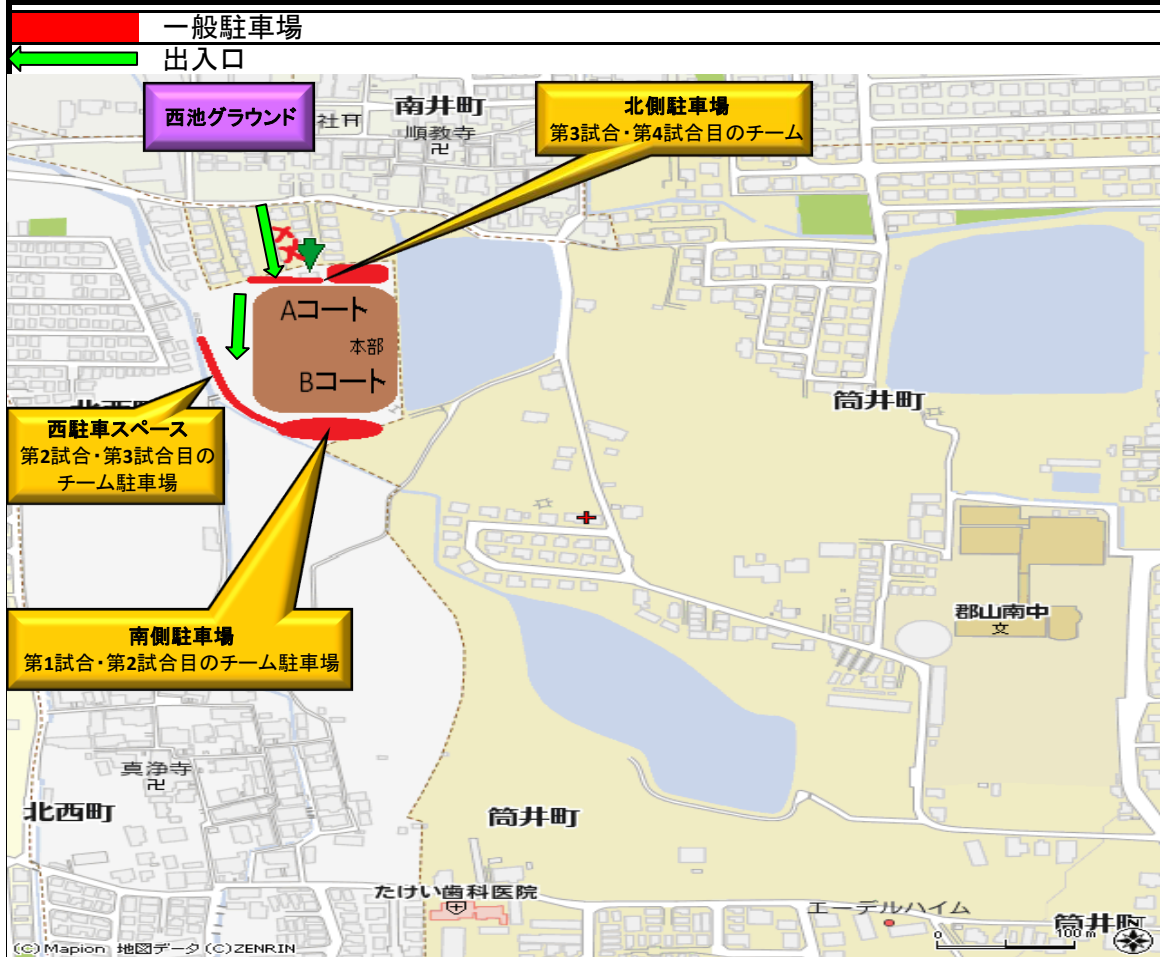 一般駐車場
出入口
西池グラウンド
社
南井町
順教寺
北側駐車場
第3試合・第4試合目のチーム
Aコート
本部
Bコート
筒井町
西駐車スペース
第2試合・第3試合目の
チーム駐車場
郡山南中
文
南側駐車場
第1試合・第2試合目のチーム駐車場
真浄寺
北西町
筒井町
たけい歯科医院
エーデルハイム
筒井町
0
100m
(C)Mapion 地図データ(C)ZENRIN